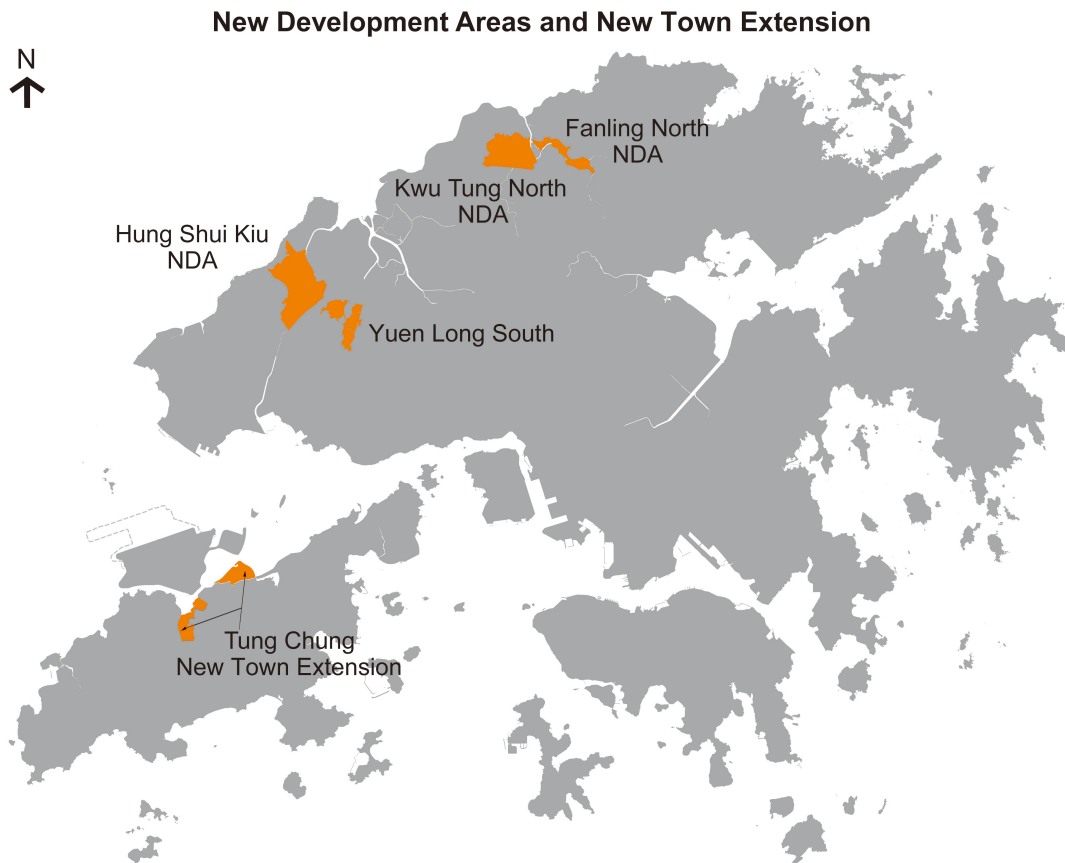 New Development Areas and New Town Extension
N
Fanling North
NDA
Kwu Tung North
NDA
Hung Shui Kiu
NDA
Yuen Long South
Tung Chung
New Town Extension